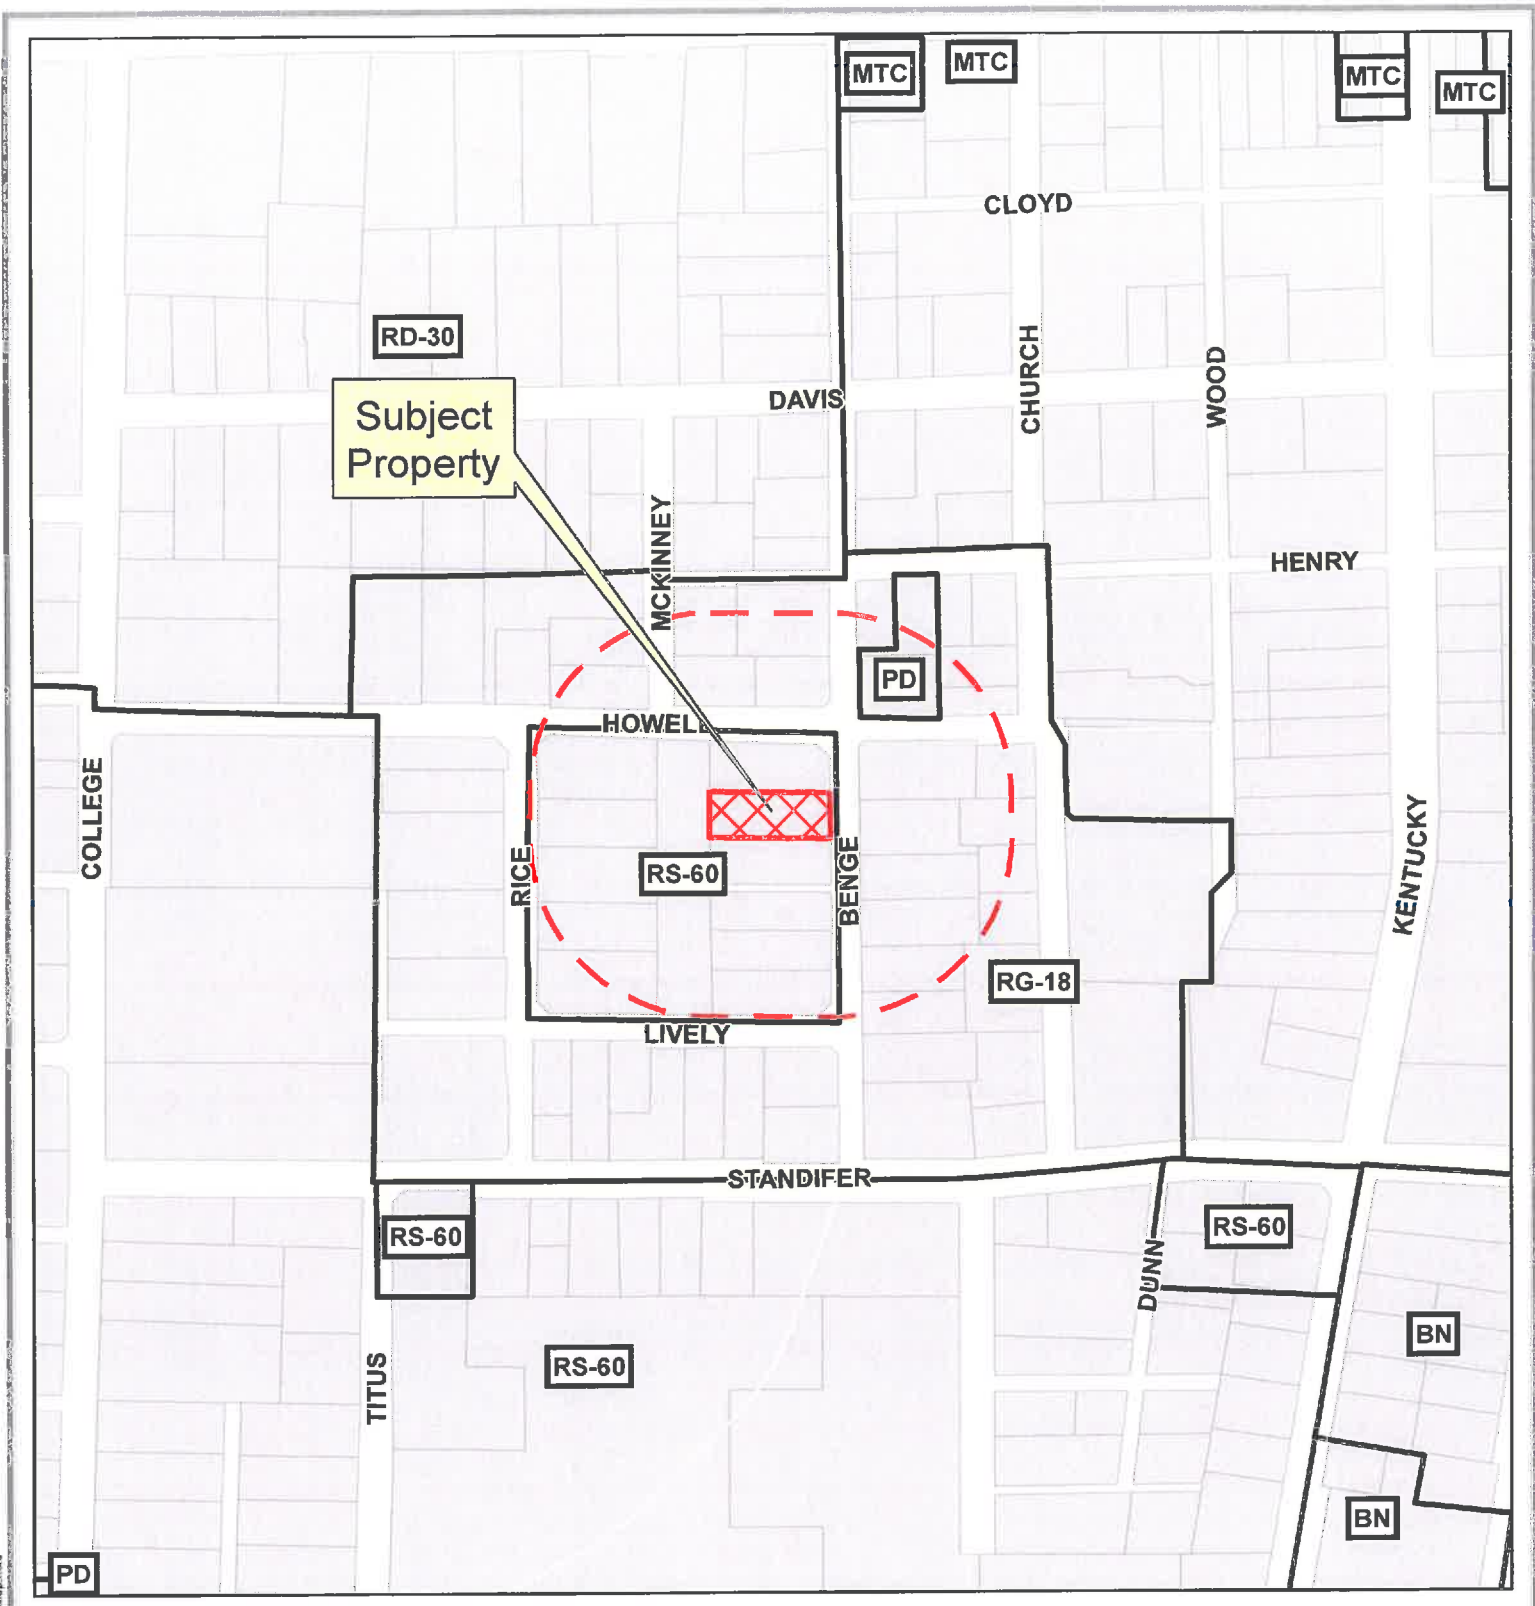 MTC
MTC
MTC
MTC
CLOYD
RD-30
CHURCH
WOOD
DAVIS
Subject
Property
MCKINNEY
HENRY
PD
HOWELL
COLLEGE
RICE
RS-60
BENGE
KENTUCKY
RG-18
LIVELY
STANDIFER
RS-60
RS-60
DUNN
BN
RS-60
TITUS
BN
PD